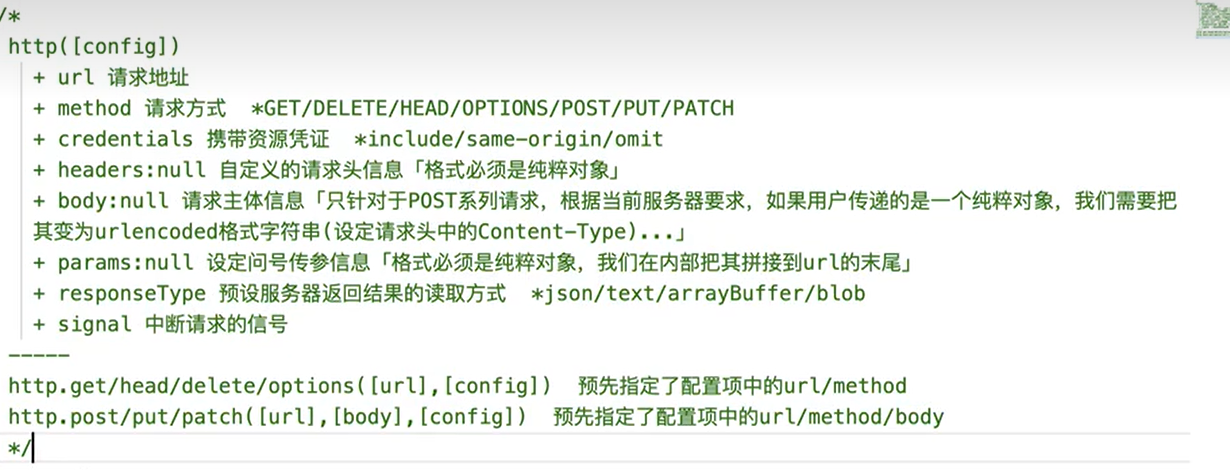 /*
http([config])
+ url 请求地址
+ method 请求方式 *GET/DELETE/HEAD/OPTIONS/POST/PUT/PATCH
+ credentials 携带资源凭证 *include/same-origin/omit
+ headers:null 自定义的请求头信息「格式必须是纯粹对象」
+ body:null 请求主体信息「只针对于POST系列请求，根据当前服务器要求，如果用户传递的是一个纯粹对象，我们需要把
其变为urlencoded格式字符串(设定请求头中的Content-Type)...」
+ params:null 设定问号传参信息「格式必须是纯粹对象，我们在内部把其拼接到url的末尾」
+ responseType 预设服务器返回结果的读取方式 *json/text/arrayBuffer/blob
+ signal 中断请求的信号
-----
http.get/head/delete/options([url],[config]) 预先指定了配置项中的url/method
http.post/put/patch([url],[body],[config]) 预先指定了配置项中的url/method/body
*/